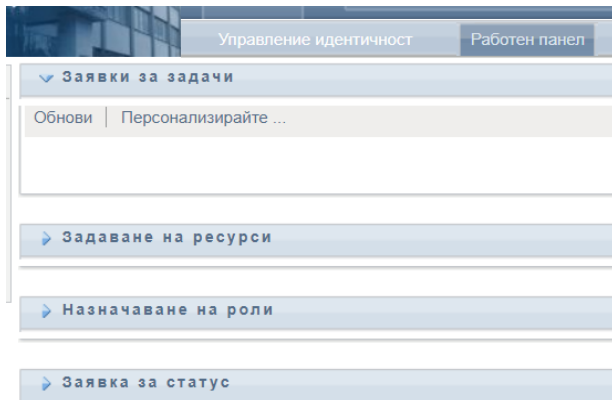 Управление идентичност Работен панел
Заявки за задачи
Обнови Персонализирайте ...
Задаване на ресурси
Назначаване на роли
Заявка за статус